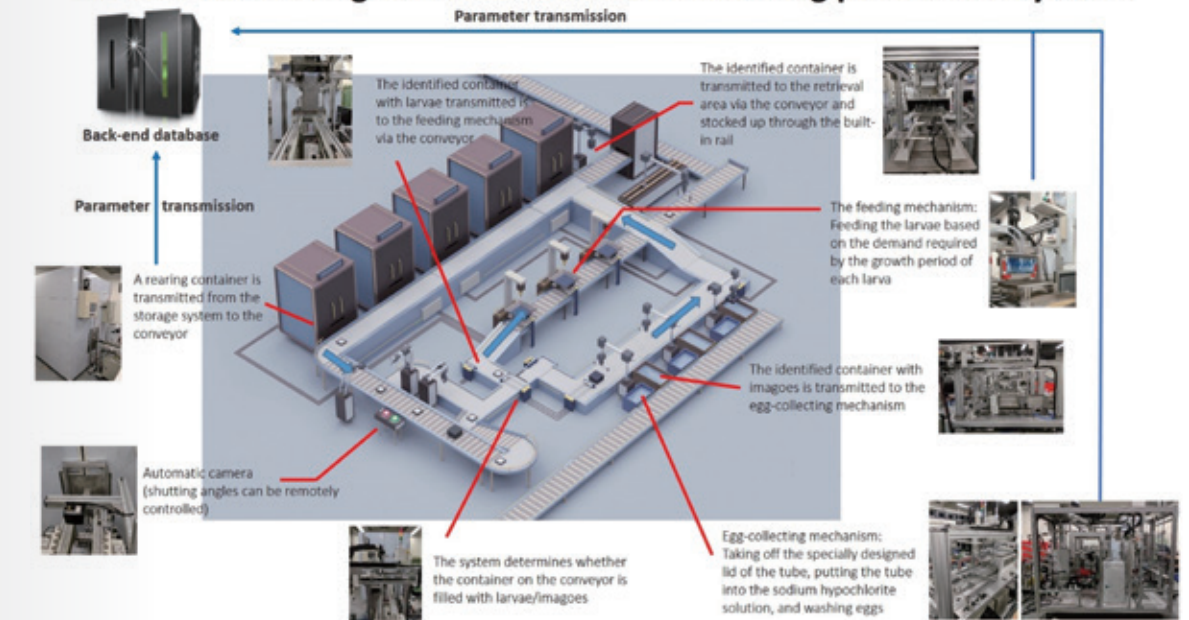 Parameter transmission
Back-end database
Parameter transmission
The identified container
with larvae transmitted is
to the feeding mechanism
via the conveyor
The identified container is
transmitted to the retrieval
area via the conveyor and
stocked up through the built-
in rail
The feeding mechanism:
Feeding the larvae based
on the demand required
by the growth period of
each larva
A rearing container is
transmitted from the
storage system to the
conveyor
The identified container with
imagoes is transmitted to the
egg-collecting mechanism
Automatic camera
(shutting angles can be remotely
controlled)
The system determines whether
the container on the conveyor is
filled with larvae/imagoes
Egg-collecting mechanism:
Taking off the specially designed
lid of the tube, putting the tube
into the sodium hypochlorite
solution, and washing eggs